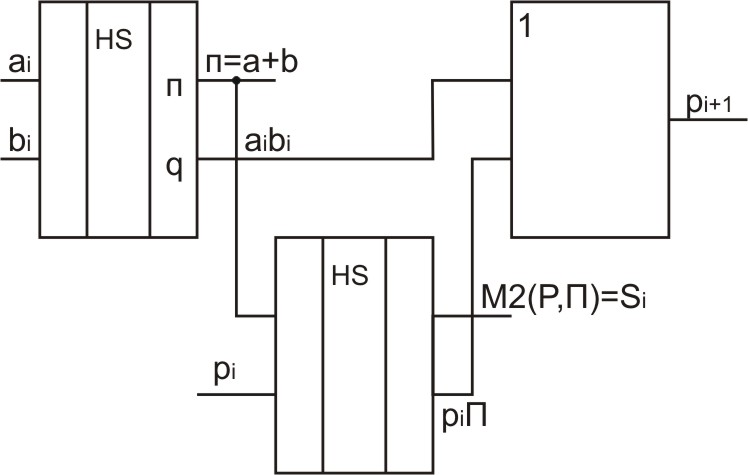 HS
1
ai
п=a+b
п
pi+1
bi
aibi
q
HS
M2(P,П)=Si
pi
piП